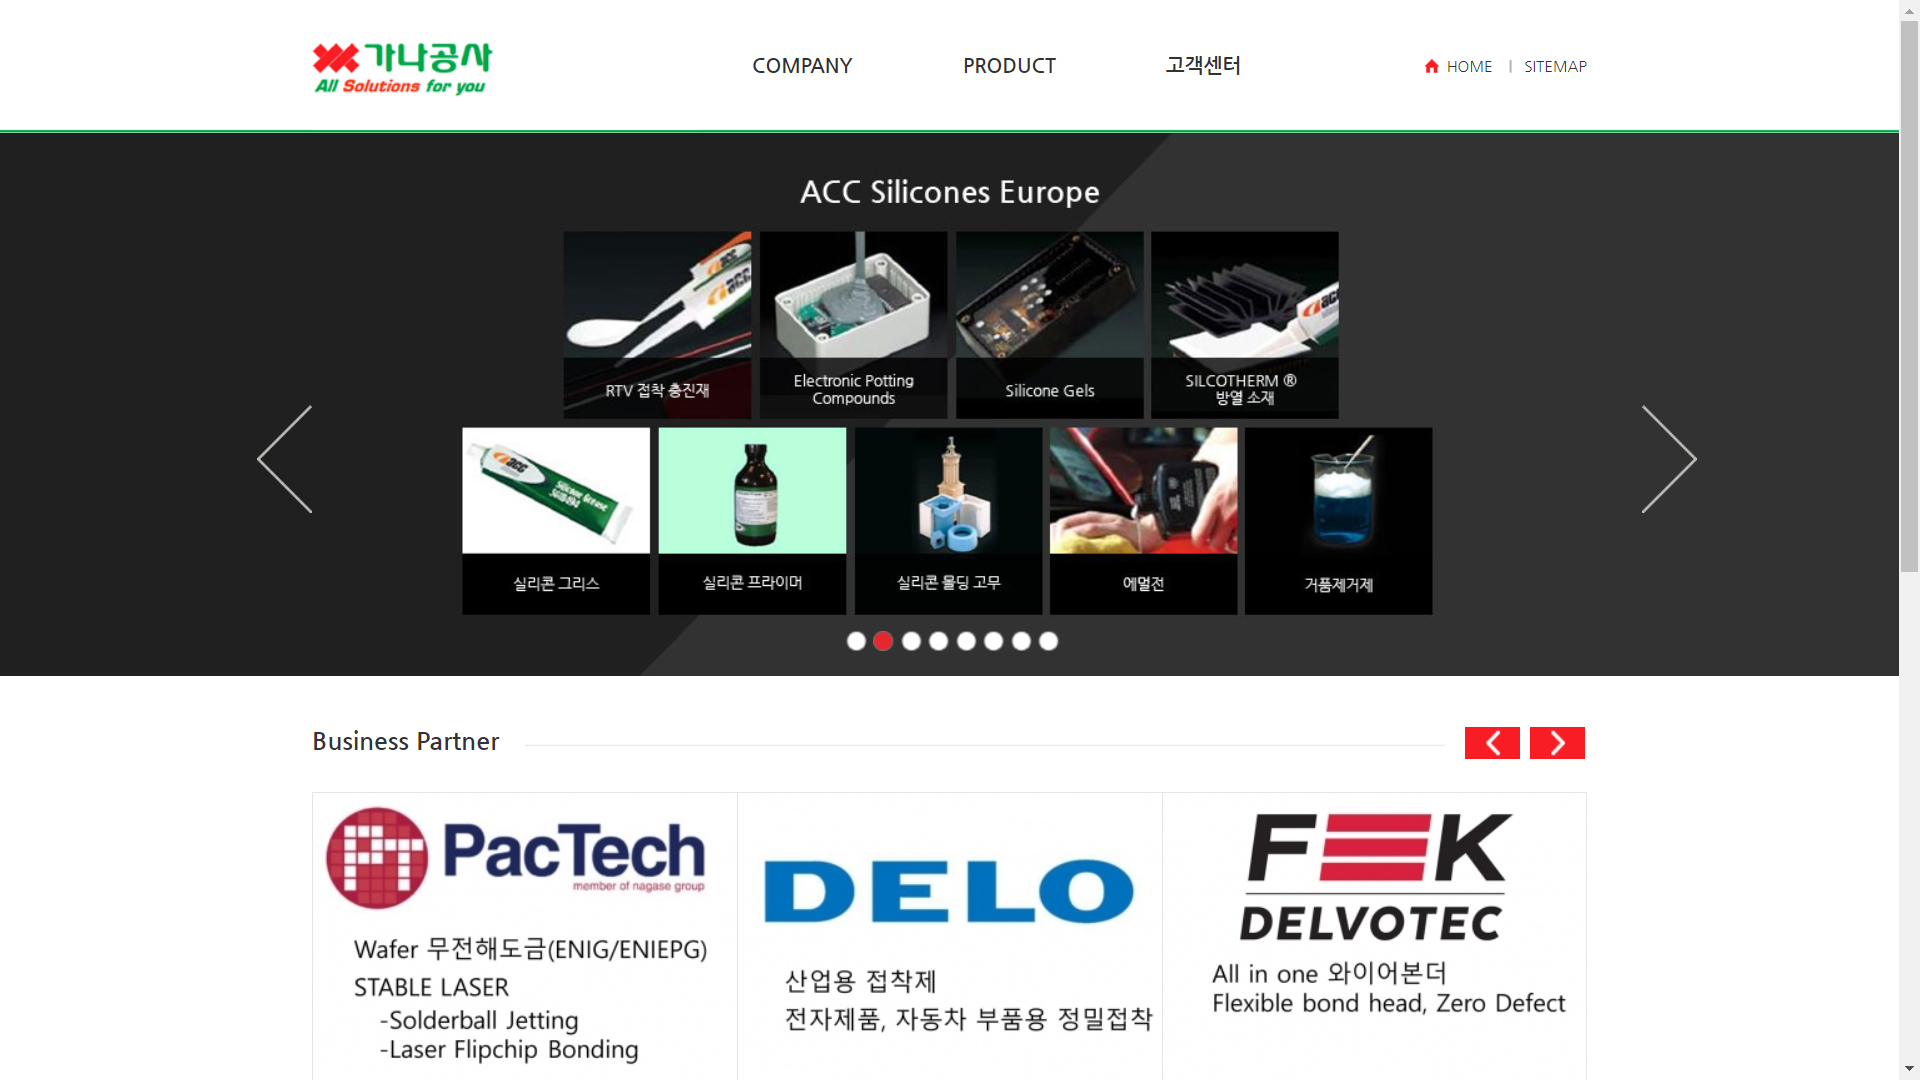 가나공사
All Solutions for you
COMPANY
PRODUCT
고객센터
HOME
SITEMAP
ACC Silicones Europe
RTV 접착 충진재
Electronic Potting
Compounds
Silicone Gels
SILCOTHERM ®
방열 소재
acc
Silicone Grease
실리콘 그리스
실리콘 프라이머
실리콘 몰딩 고무
에멀전
거품제거제
Business Partner
PacTech
member of nagase group
Wafer 무전해도금(ENIG/ENIEPG)
STABLE LASER
-Solderball Jetting
-Laser Flipchip Bonding
DELO
산업용 접착제
전자제품, 자동차 부품용 정밀접착
F K
DELVOTEC
All in one 와이어본더
Flexible bond head, Zero Defect